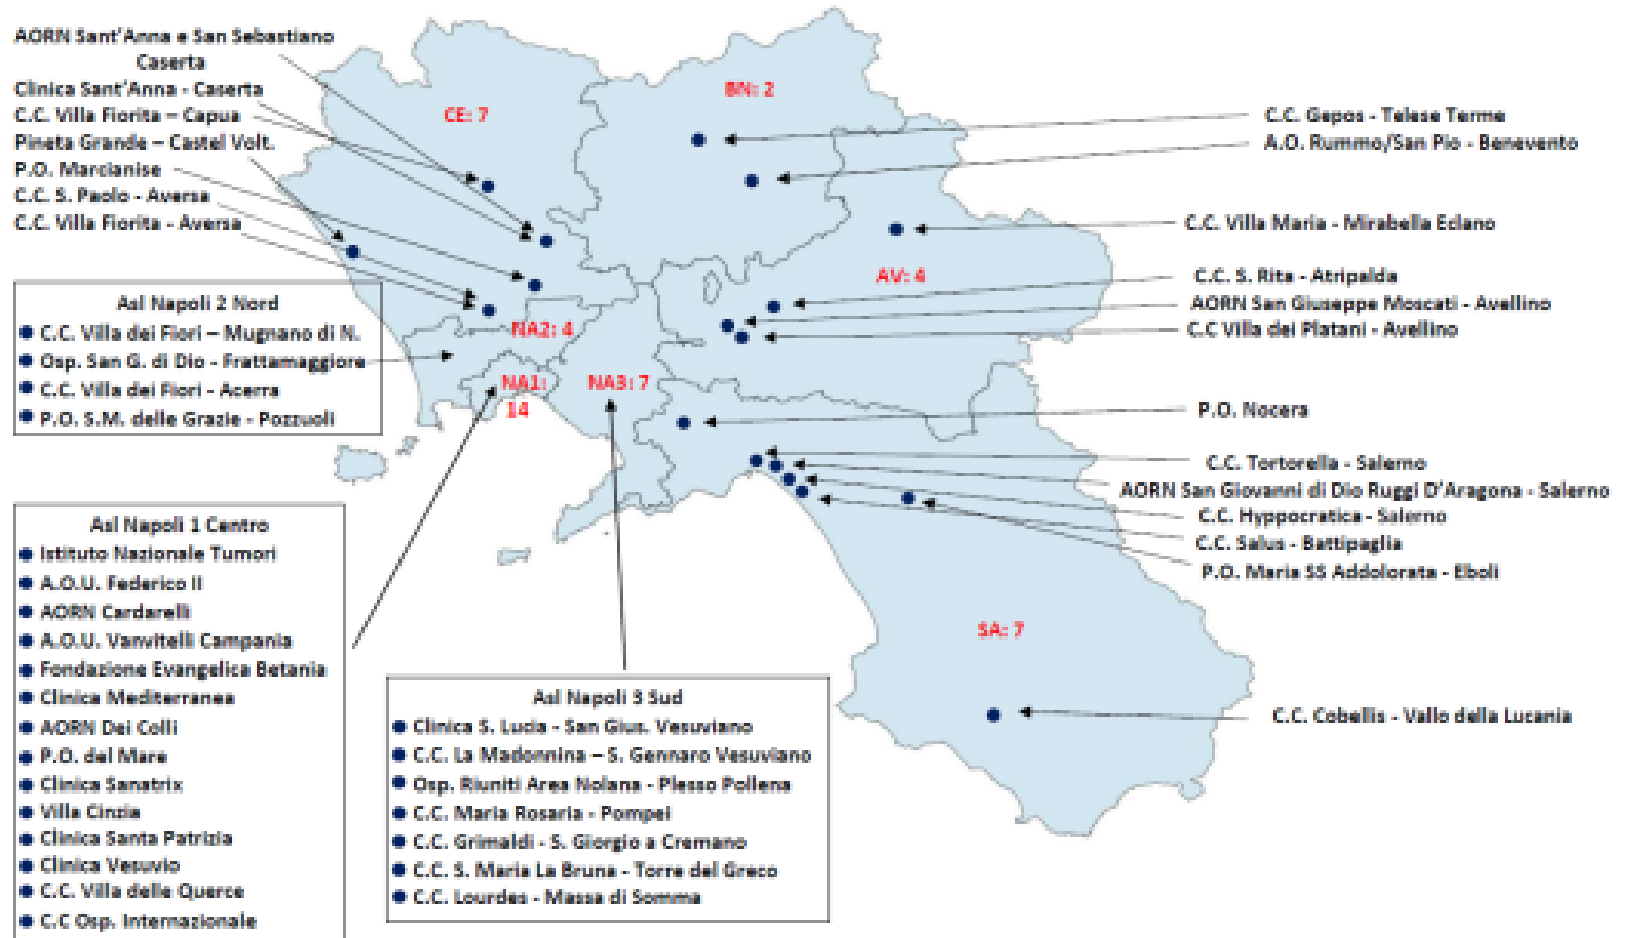 AORN Sant'Anna e San Sebastiano
Caserta
Clinica Sant'Anna - Caserta
C.C. Villa Fiorita – Capua
Pineta Grande – Castel Volt.
P.O. Marcianise
C.C. S. Paolo - Aversa
C.C. Villa Fiorita - Aversa
Asl Napoli 2 Nord
C.C. Villa dei Fiori – Mugnano di N.
Osp. San G. di Dio - Frattamaggiore
C.C. Villa dei Fiori - Acerra
P.O. S.M. delle Grazie - Pozzuoli
Asl Napoli 1 Centro
Istituto Nazionale Tumori
A.O.U. Federico II
AORN Cardarelli
A.O.U. Vanvitelli Campania
Fondazione Evangelica Betania
Clinica Mediterranea
AORN Dei Colli
P.O. del Mare
Clinica Sanatrix
Villa Cinzia
Clinica Santa Patrizia
Clinica Vesuvio
C.C. Villa delle Querce
C.C Osp. Internazionale
CE: 7
BN: 2
AV: 4
NA2: 4
NA1:
14
NA3: 7
SA: 7
Asl Napoli 3 Sud
Clinica S. Lucia - San Gius. Vesuviano
C.C. La Madonnina – S. Gennaro Vesuviano
Osp. Riuniti Area Nolana - Plesso Pollena
C.C. Maria Rosaria - Pompei
C.C. Grimaldi - S. Giorgio a Cremano
C.C. S. Maria La Bruna - Torre del Greco
C.C. Lourdes - Massa di Somma
C.C. Gepos - Telese Terme
A.O. Rummo/San Pio - Benevento
C.C. Villa Maria - Mirabella Eclano
C.C. S. Rita - Atripalda
AORN San Giuseppe Moscati - Avellino
C.C Villa dei Platani - Avellino
P.O. Nocera
C.C. Tortorella - Salerno
AORN San Giovanni di Dio Ruggi D'Aragona - Salerno
C.C. Hyppocratica - Salerno
C.C. Salus - Battipaglia
P.O. Maria SS Addolorata - Eboli
C.C. Cobellis - Vallo della Lucania